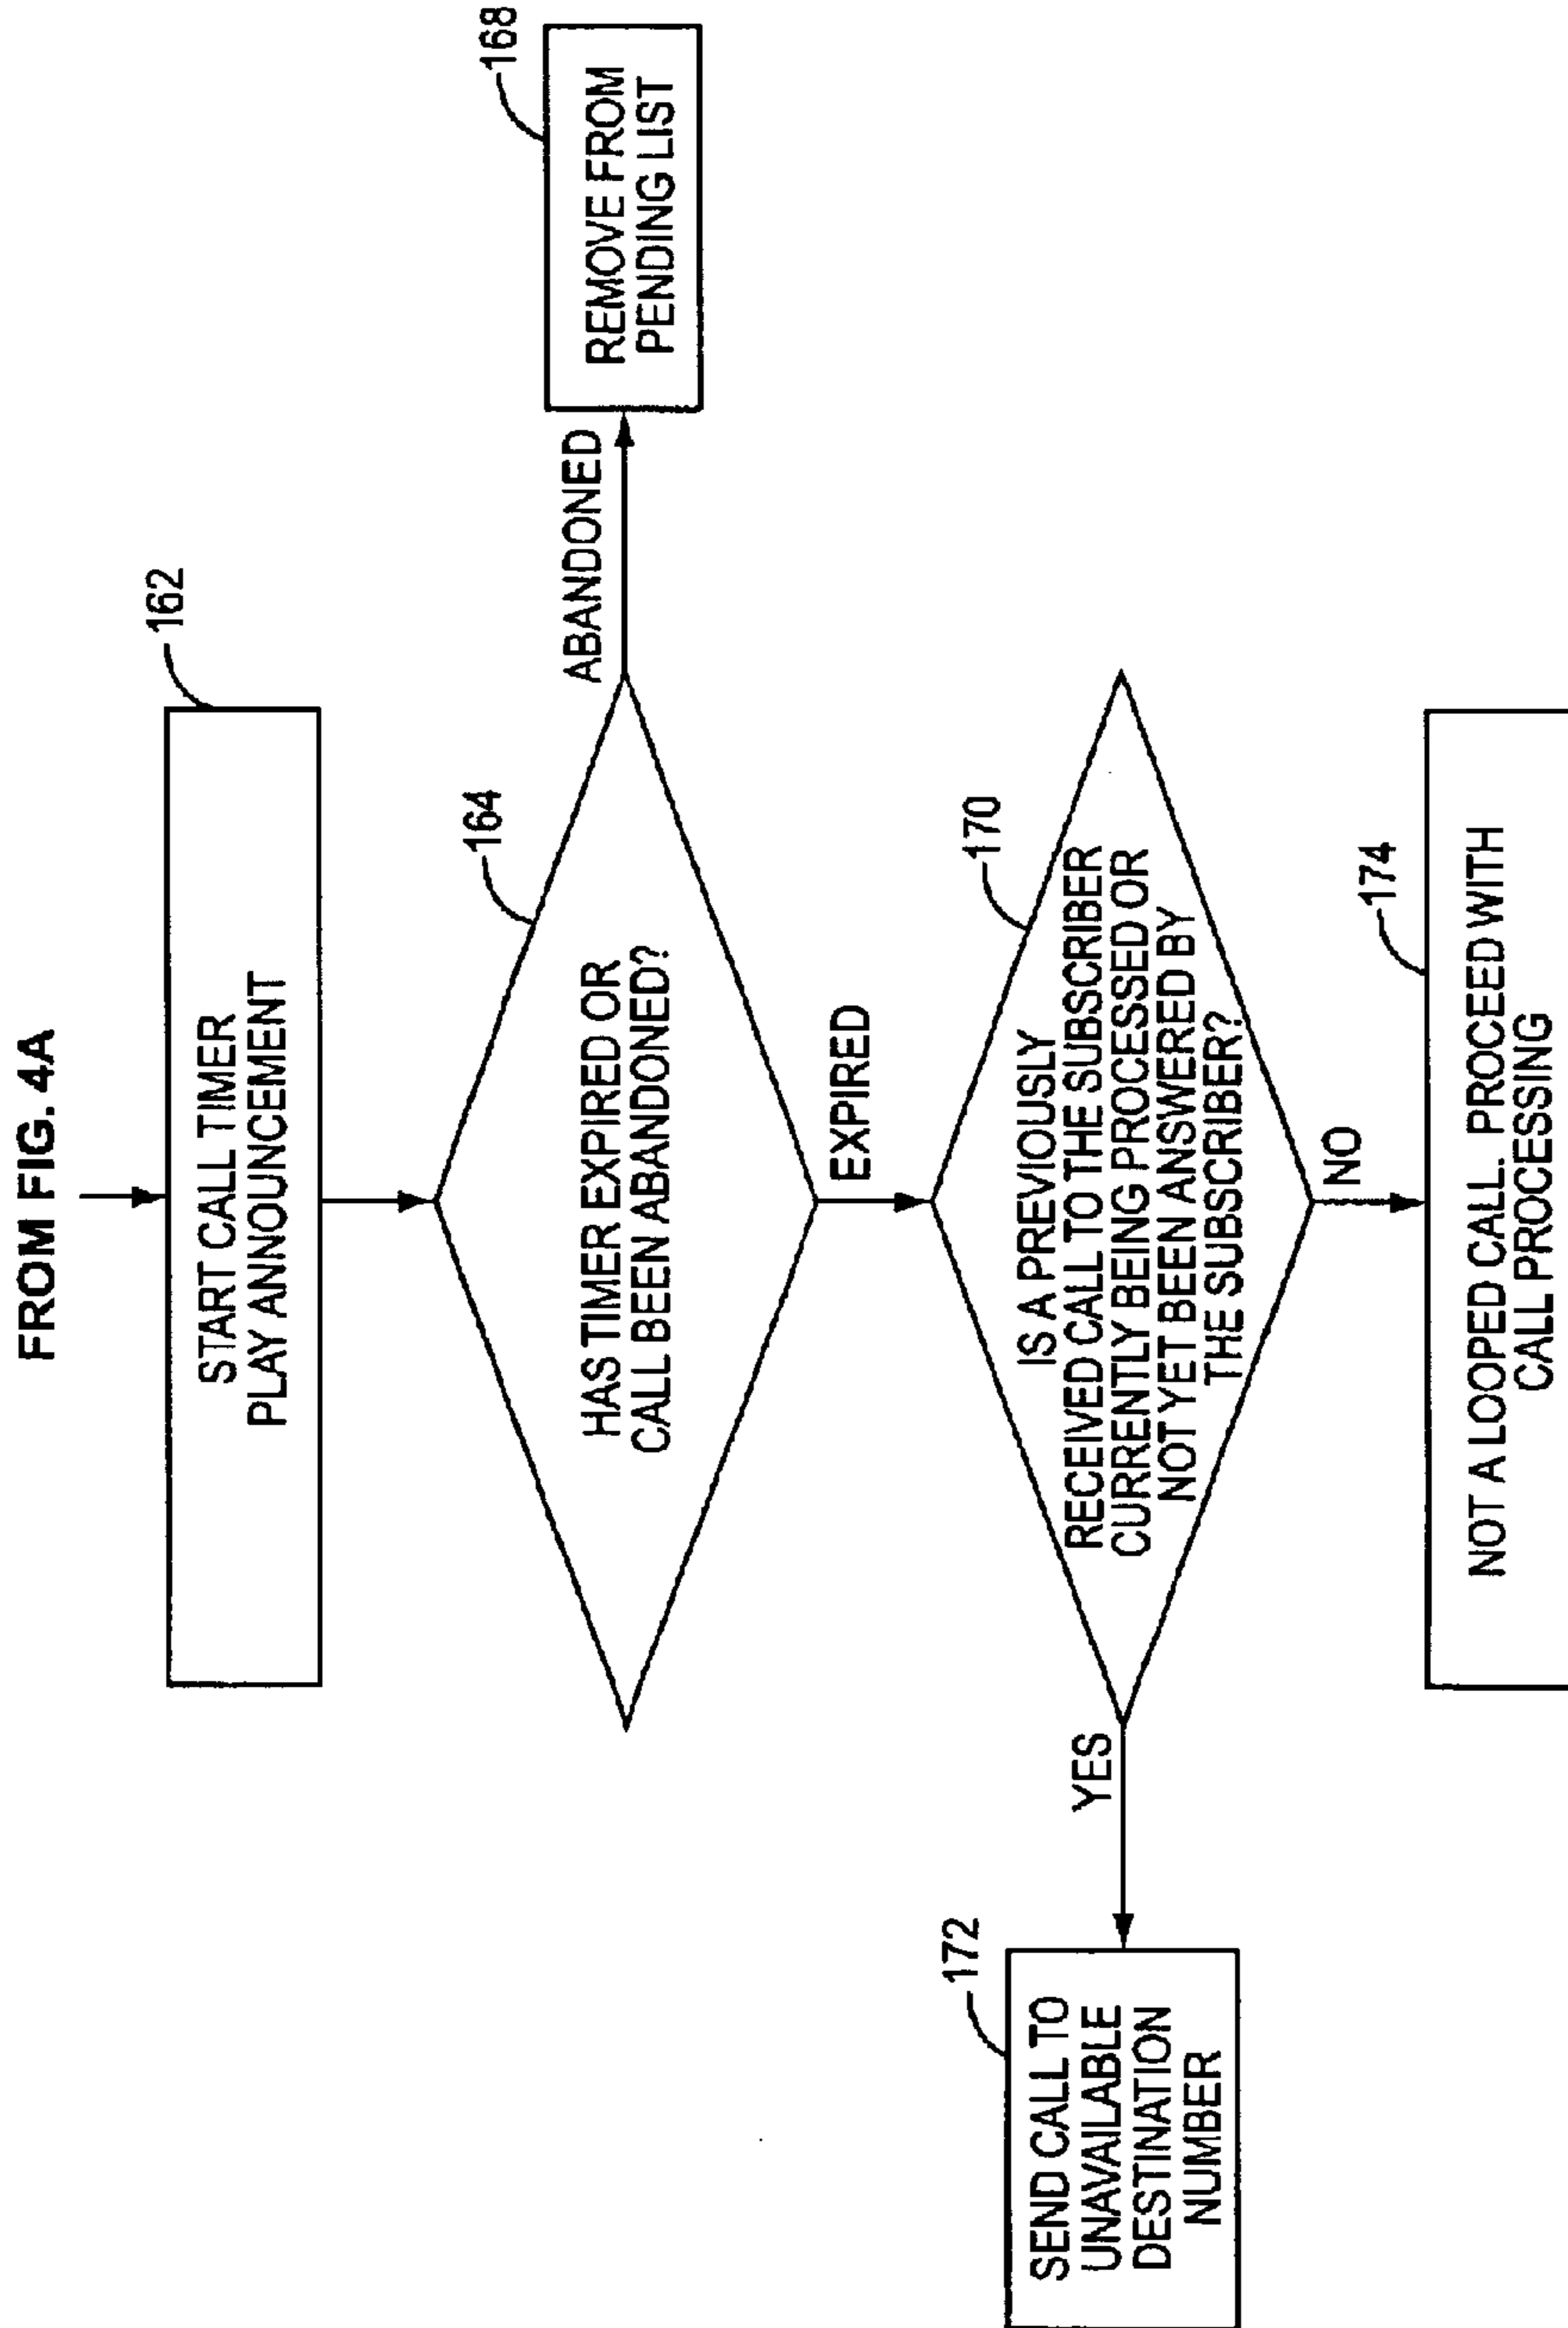 FROM FIG. 4A
162
START CALL TIMER
PLAY ANNOUNCEMENT
164
HAS TIMER EXPIRED OR
CALL BEEN ABANDONED?
ABANDONED
168
REMOVE FROM
PENDING LIST
EXPIRED
170
IS A PREVIOUSLY
RECEIVED CALL TO THE SUBSCRIBER
CURRENTLY BEING PROCESSED OR
NOT YET BEEN ANSWERED BY
THE SUBSCRIBER?
YES
172
SEND CALL TO
UNAVAILABLE
DESTINATION
NUMBER
NO
174
NOT A LOOPED CALL. PROCEED WITH
CALL PROCESSING